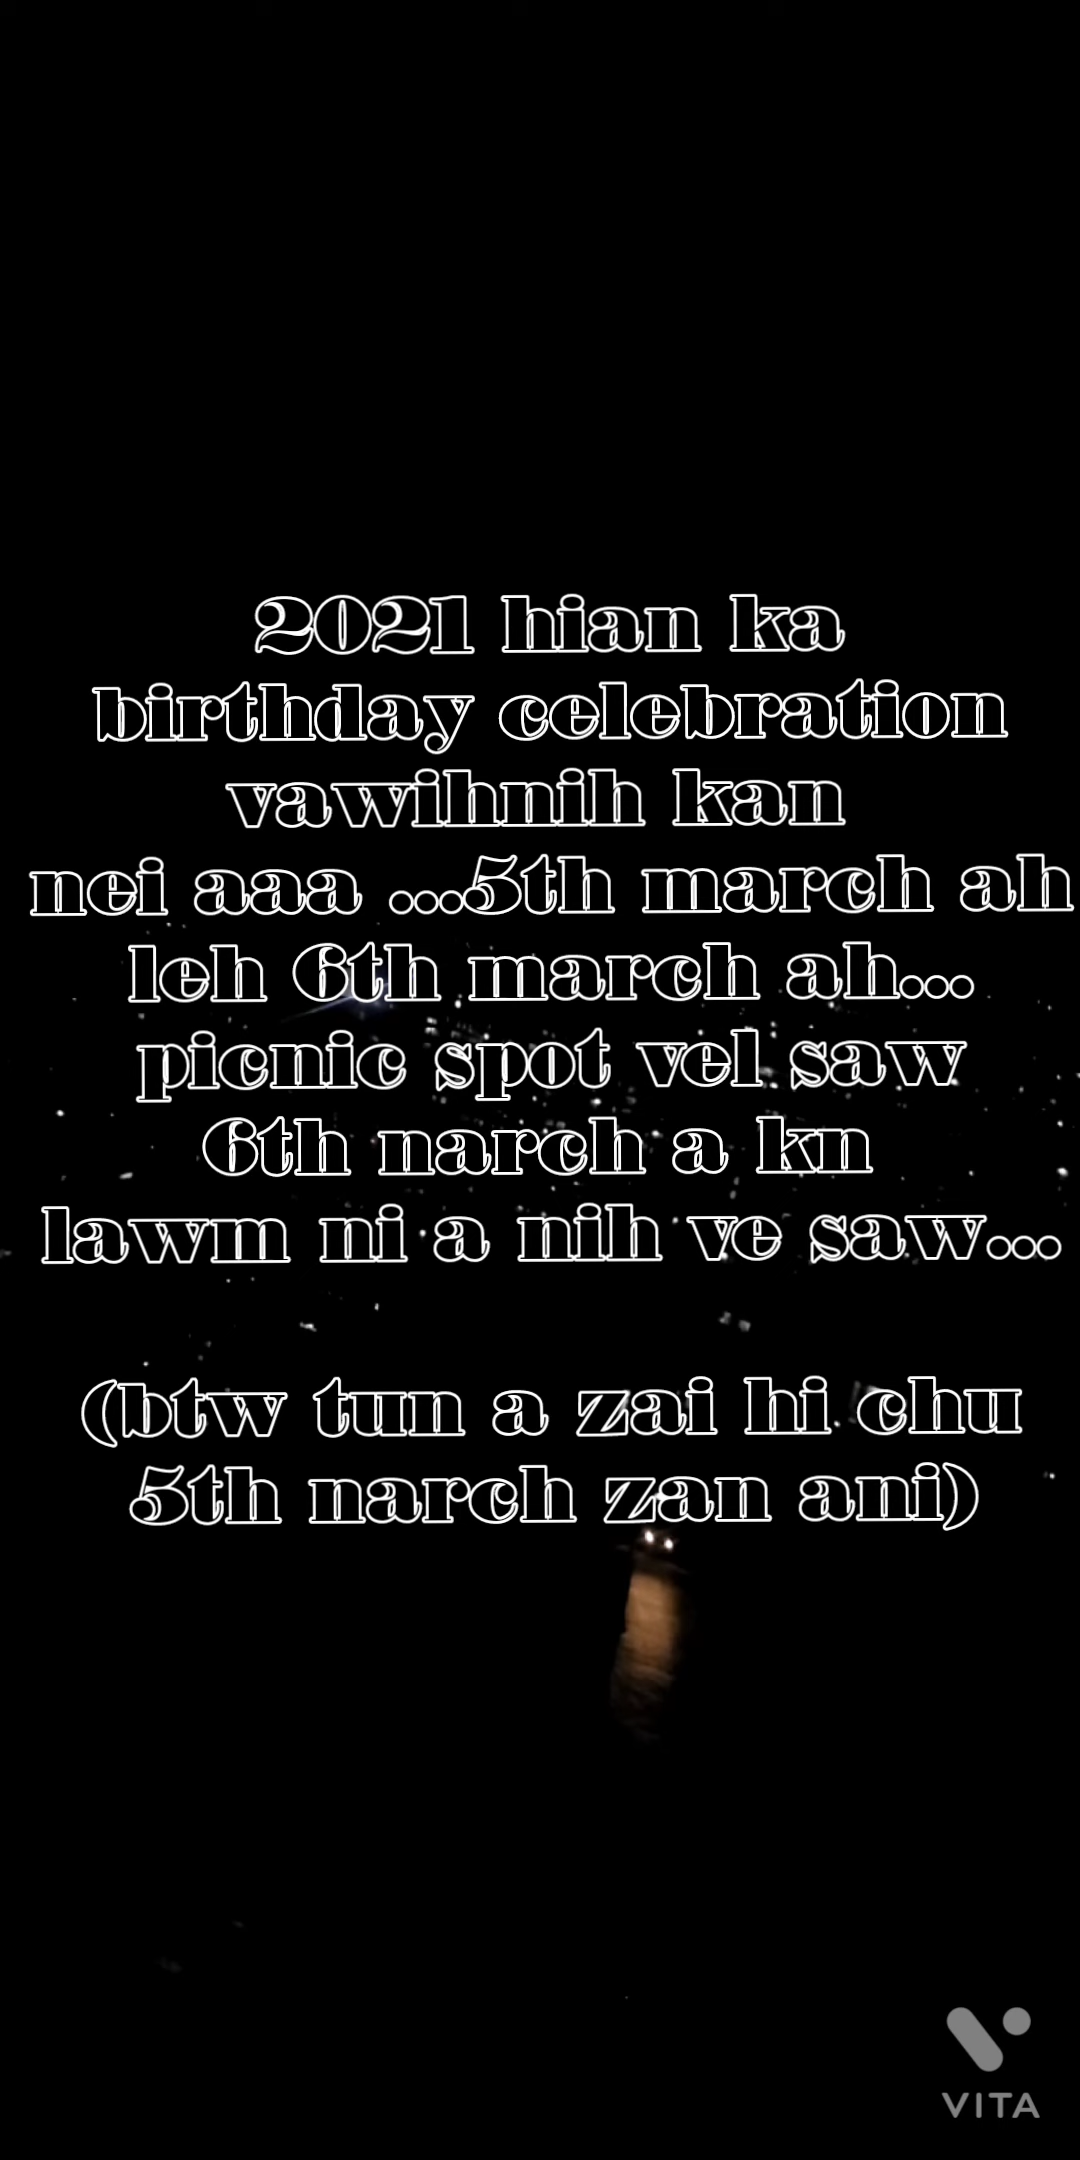 2021 hian ka
birthday celebration
vawihnih kan
nei aaa ...5th march ah
leh 6th march ah...
picnic spot vel saw
6th narch a kn
lawm ni a nih ve saw...
(btw tun a zai hi chu
5th narch zan ani)
VITA